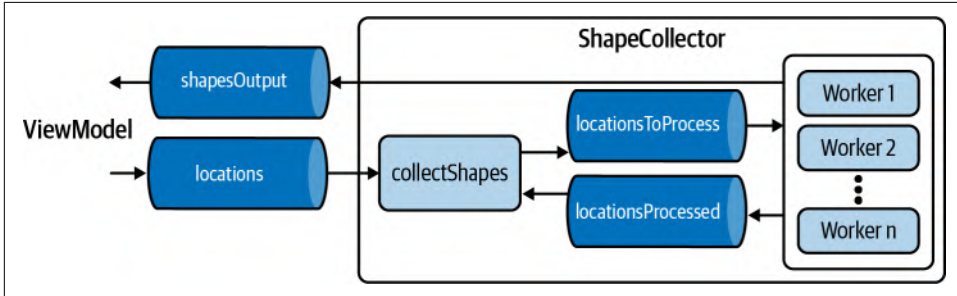 ShapeCollector
shapesOutput
ViewModel
locations
collectShapes
locationsToProcess
locationsProcessed
Worker 1
Worker 2
Worker n